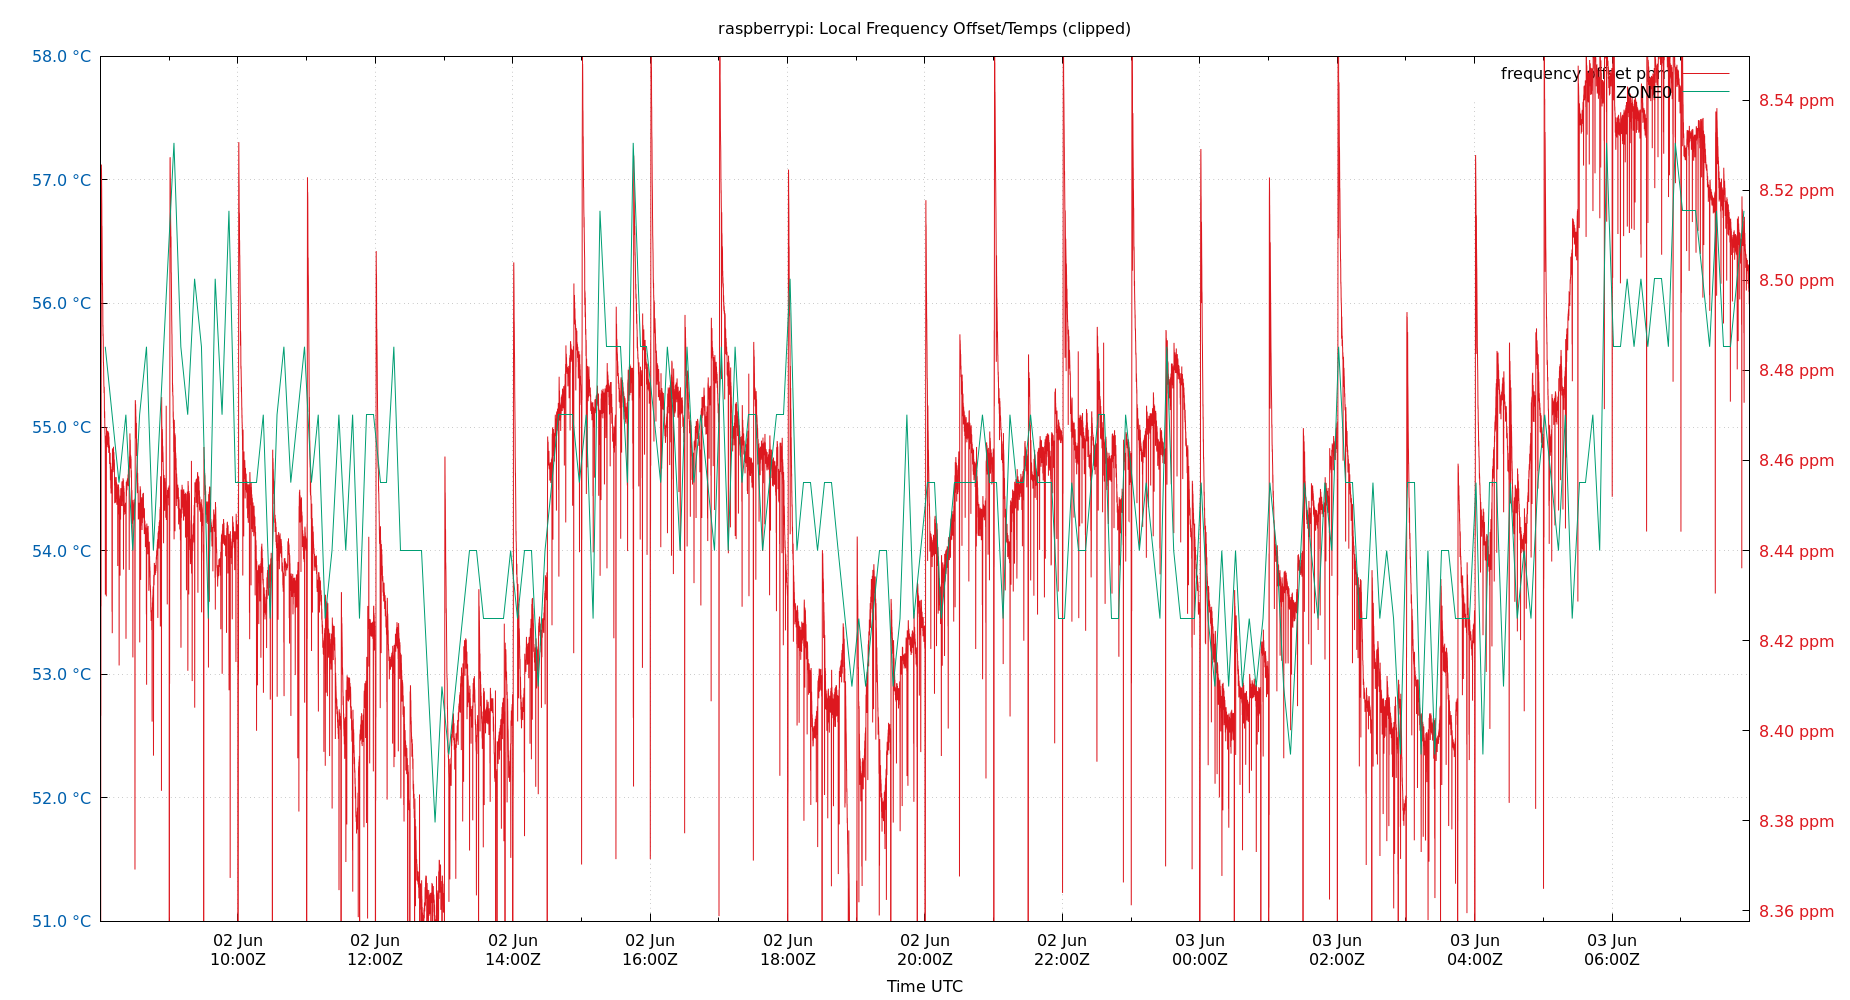 raspberrypi: Local Frequency Offset/Temps (clipped)
58.0 °C
57.0 °C
56.0 °C
55.0 °C
54.0 °C
53.0 °C
52.0 °C
51.0 °C
frequency offset ppm
ZONE0
8.54 ppm
8.52 ppm
8.50 ppm
8.48 ppm
8.46 ppm
8.44 ppm
8.42 ppm
8.40 ppm
8.38 ppm
8.36 ppm
02 Jun 02 Jun 02 Jun 02 Jun 02 Jun 02 Jun 02 Jun 03 Jun 03 Jun 03 Jun 03 Jun
10:00Z 12:00Z 14:00Z 16:00Z 18:00Z 20:00Z 22:00Z 00:00Z 02:00Z 04:00Z 06:00Z
Time UTC